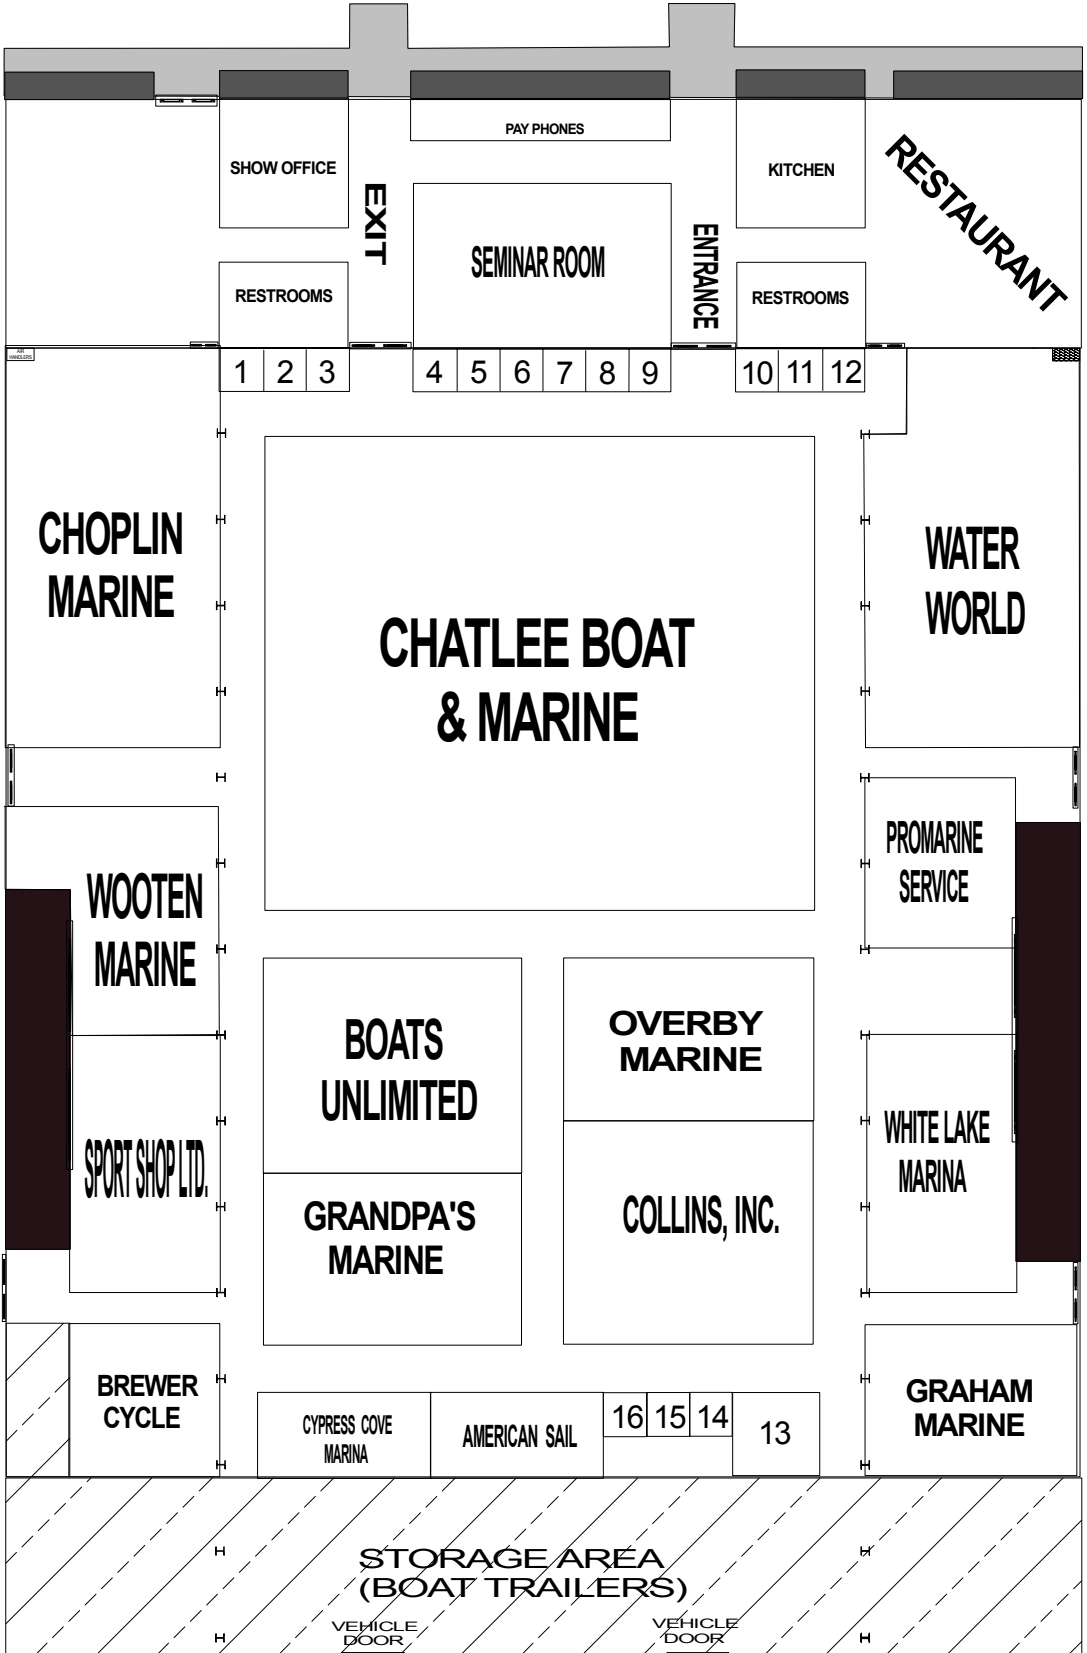 PAY PHONES
SHOW OFFICE
KITCHEN
RESTAURANT
EXIT
SEMINAR ROOM
ENTRANCE
RESTROOMS
RESTROOMS
AIR
HANDLERS
1 2 3
4 5 6 7 8 9
10 11 12
CHOPLIN
MARINE
WATER
WORLD
CHATLEE BOAT
& MARINE
PROMARINE
SERVICE
WOOTEN
MARINE
BOATS
UNLIMITED
OVERBY
MARINE
SPORT SHOP LTD.
WHITE LAKE
MARINA
GRANDPA'S
MARINE
COLLINS, INC.
BREWER
CYCLE
GRAHAM
MARINE
CYPRESS COVE
MARINA
AMERICAN SAIL
16 15 14
13
STORAGE AREA
(BOAT TRAILERS)
VEHICLE
DOOR
VEHICLE
DOOR